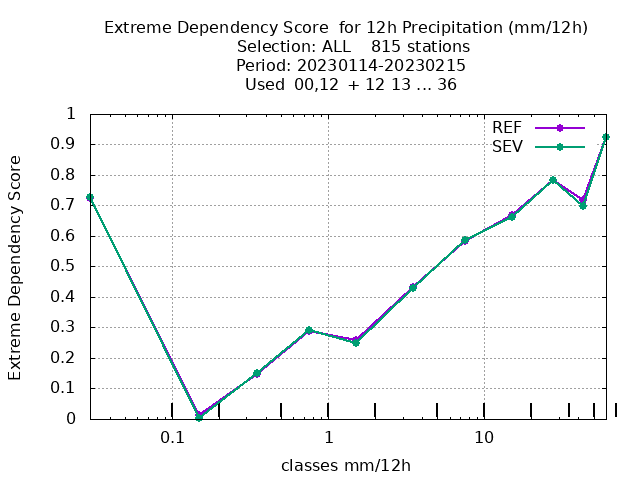 Extreme Dependency Score  for 12h Precipitation (mm/12h)
Selection: ALL    815 stations
Period: 20230114-20230215
Used  00,12  + 12 13 ... 36
REF
SEV
Extreme Dependency Score
1
0.9
0.8
0.7
0.6
0.5
0.4
0.3
0.2
0.1
0
0.1
1
10
classes mm/12h